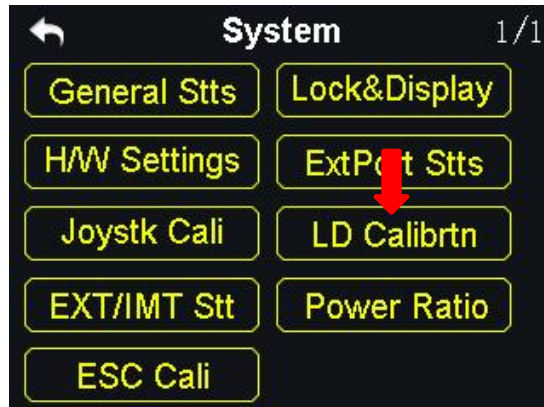 System 1/1
General Stts Lock&Display
H/W Settings ExtPort Stts
Joystk Cali LD Calibrtn
EXT/IMT Stt Power Ratio
ESC Cali